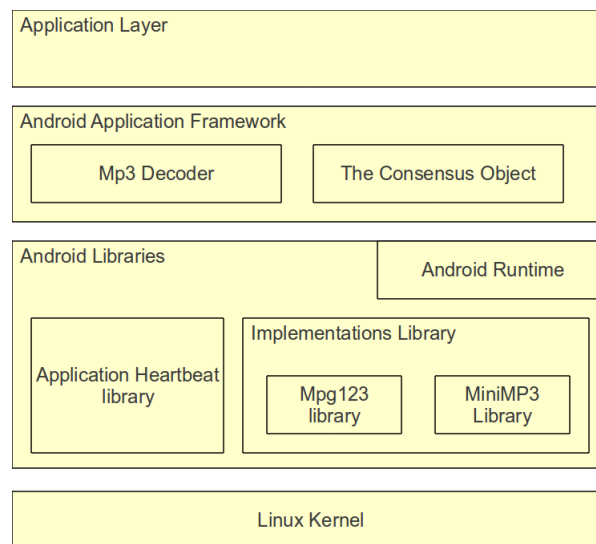 Application Layer
Android Application Framework
Mp3 Decoder
The Consensus Object
Android Libraries
Android Runtime
Application Heartbeat
library
Implementations Library
Mpg123
library
MiniMP3
Library
Linux Kernel